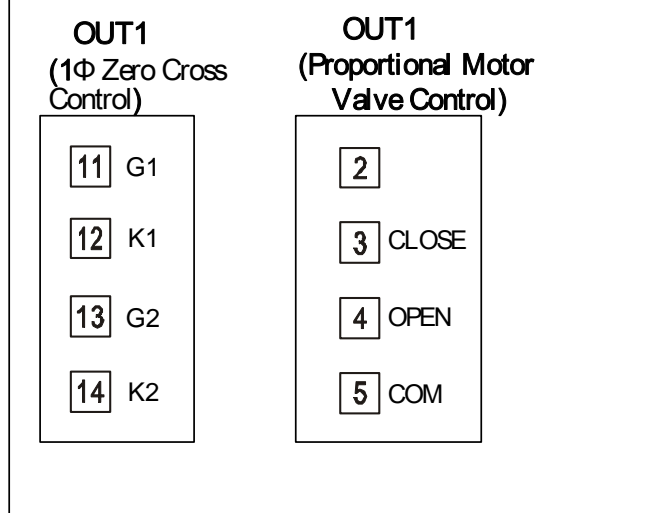 OUT1
(1Φ Zero Cross
Control)
11 G1
12 K1
13 G2
14 K2
OUT1
(Proportional Motor
Valve Control)
2
3 CLOSE
4 OPEN
5 COM